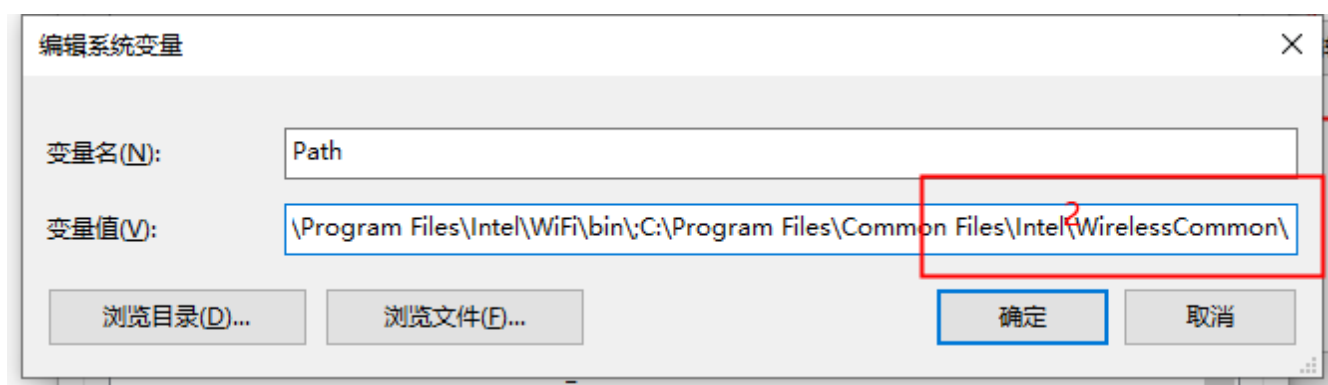 编辑系统变量
变量名(N):
Path
变量值(V):
\Program Files\Intel\WiFi\bin\;C:\Program Files\Common Files\Intel\WirelessCommon\
2
浏览目录(D)...
浏览文件(F)...
确定
取消